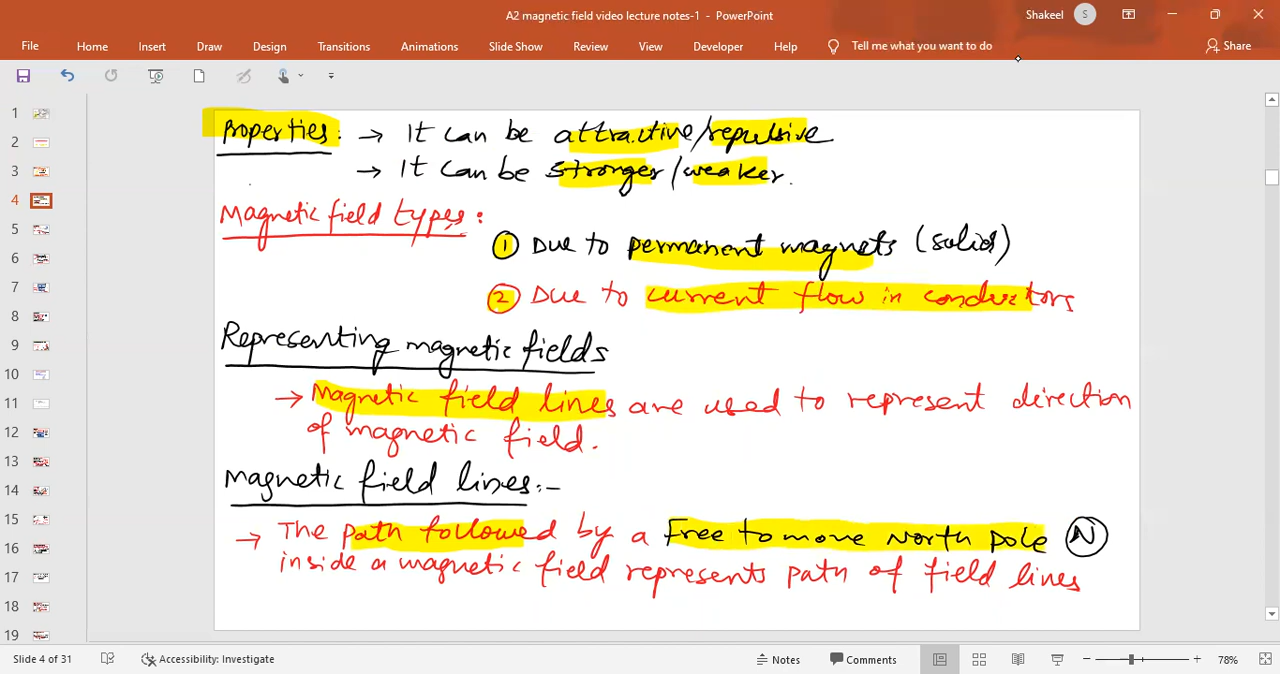 A2 magnetic field video lecture notes-1 - PowerPoint
Shakeel S
File Home Insert Draw Design Transitions Animations Slide Show Review View Developer Help Tell me what you want to do Share
1
2
3
4
5
6
7
8
9
10
11
12
13
14
15
16
17
18
19
Properties: → It can be attractive/repulsive
→ It can be stronger/weaker.
Magnetic field types:
① Due to permanent magnets (solid)
② Due to current flow in conductors
Representing magnetic fields
→ Magnetic field lines are used to represent direction
of magnetic field.
Magnetic field lines:-
→ The path followed by a Free to move North pole Ⓝ
inside a magnetic field represents path of field lines
Slide 4 of 31 Accessibility: Investigate Notes Comments 78%